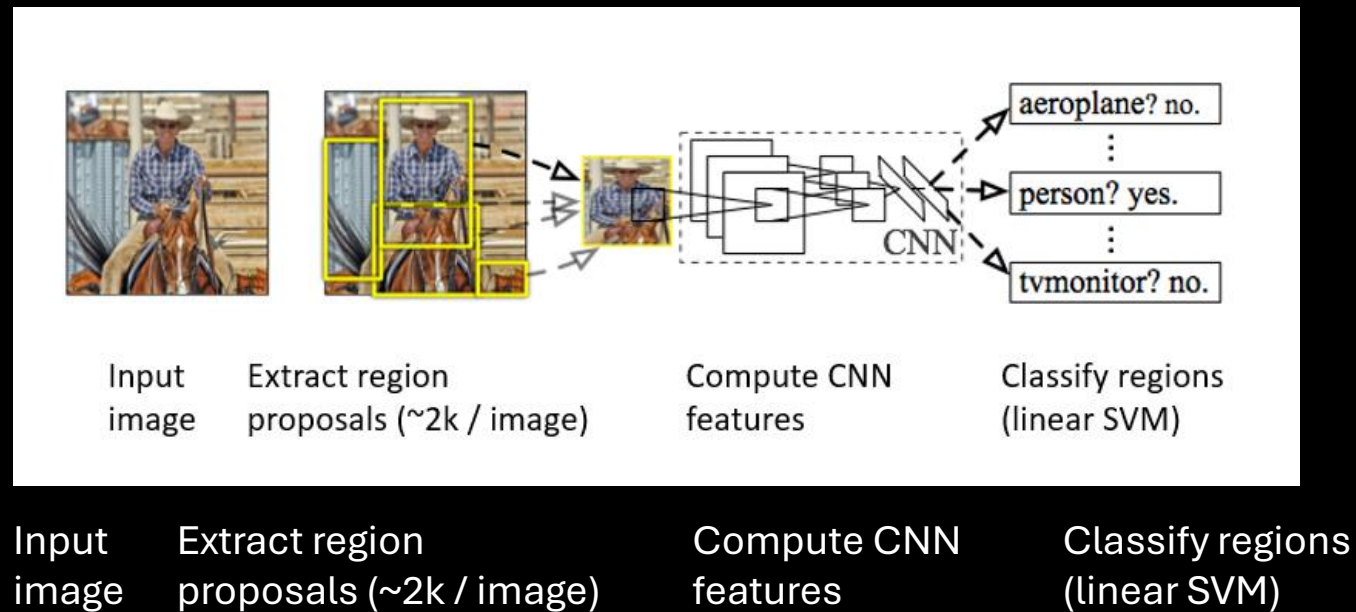 aeroplane? no.
person? yes.
CNN
tvmonitor? no.
Input
image
Extract region
proposals (~2k / image)
Compute CNN
features
Classify regions
(linear SVM)
Input
image
Extract region
proposals (~2k / image)
Compute CNN
features
Classify regions
(linear SVM)